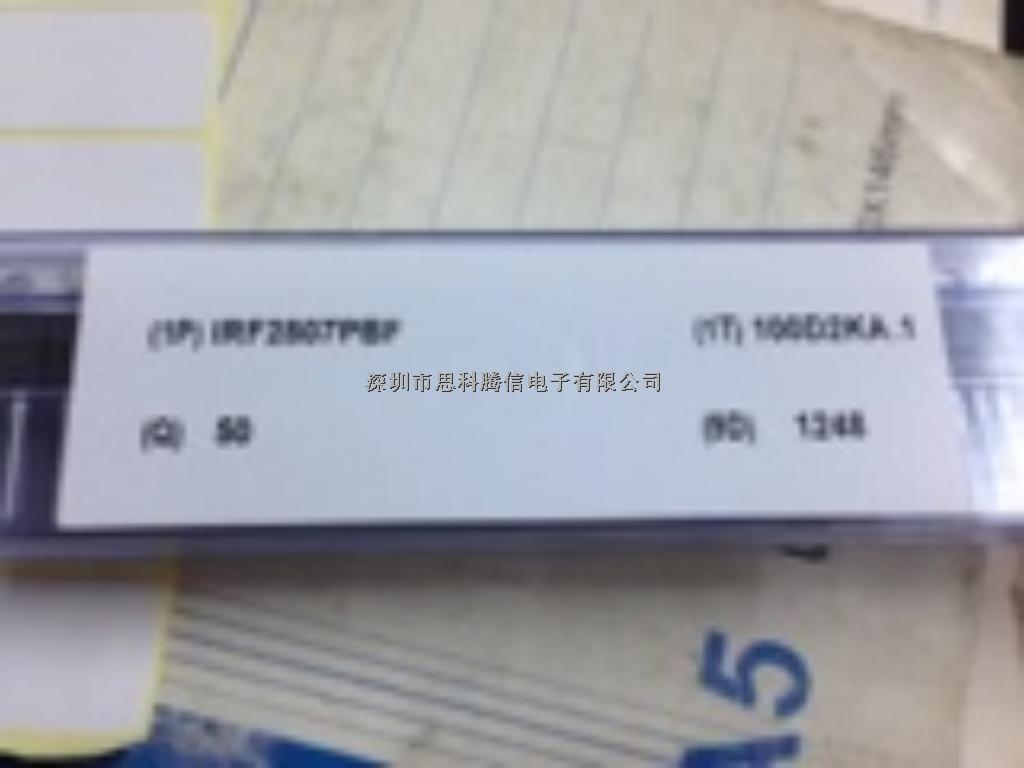 (1P) IRF2807PBF
(1T) 100D2KA.1
深圳市思科腾信电子有限公司
(Q) 50
(9D) 1248
A5